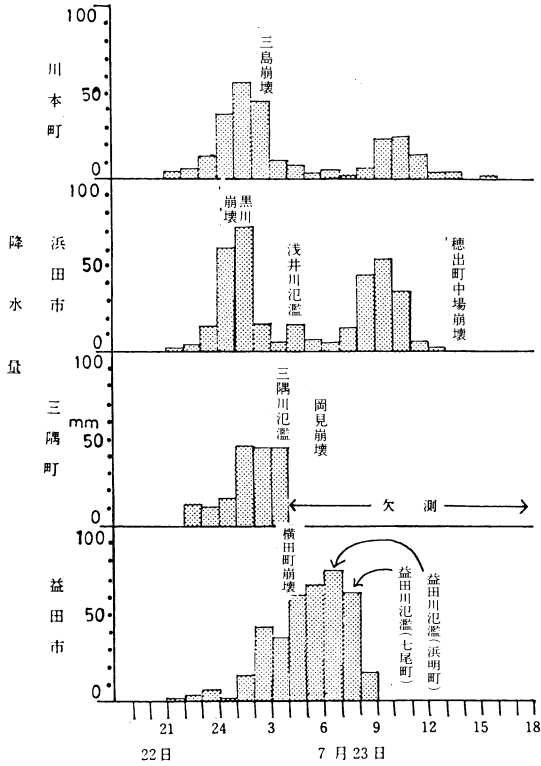 降水量
川本町
100
50
0
三島崩壊
浜田市
100
50
0
黒川
崩壊
浅井川氾濫
穂出町中場崩壊
三隅町
100
mm
50
0
三隅川氾濫
岡見崩壊
欠測
益田市
100
50
0
横田町崩壊
益田川氾濫(浜明町)
益田川氾濫(七尾町)
21 24 3 6 9 12 15 18
22日 7月23日